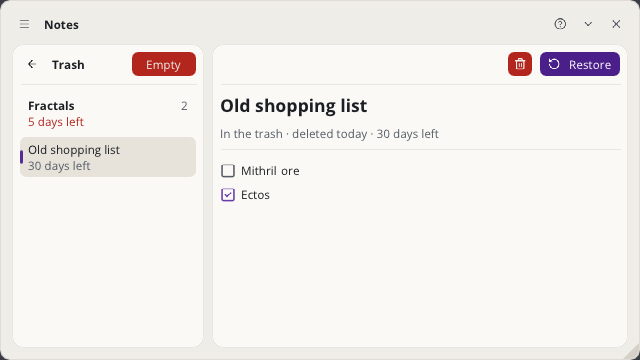 Notes
Trash
Empty
Restore
Fractals 2
5 days left
Old shopping list
30 days left
Old shopping list
In the trash · deleted today · 30 days left
Mithril ore
Ectos